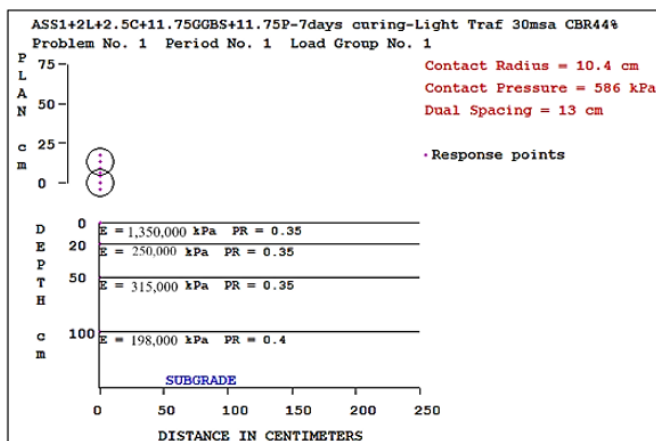 ASS1+2L+2.5C+11.75GGBS+11.75P-7days curing-Light Traf 30msa CBR44%
Problem No. 1 Period No. 1 Load Group No. 1
PLAN cm
75
50
25
0
Contact Radius = 10.4 cm
Contact Pressure = 586 kPa
Dual Spacing = 13 cm
Response points
DEPTH cm
0
E = 1,350,000 kPa PR = 0.35
20
E = 250,000 kPa PR = 0.35
50
E = 315,000 kPa PR = 0.35
100
E = 198,000 kPa PR = 0.4
SUBGRADE
0 50 100 150 200 250
DISTANCE IN CENTIMETERS